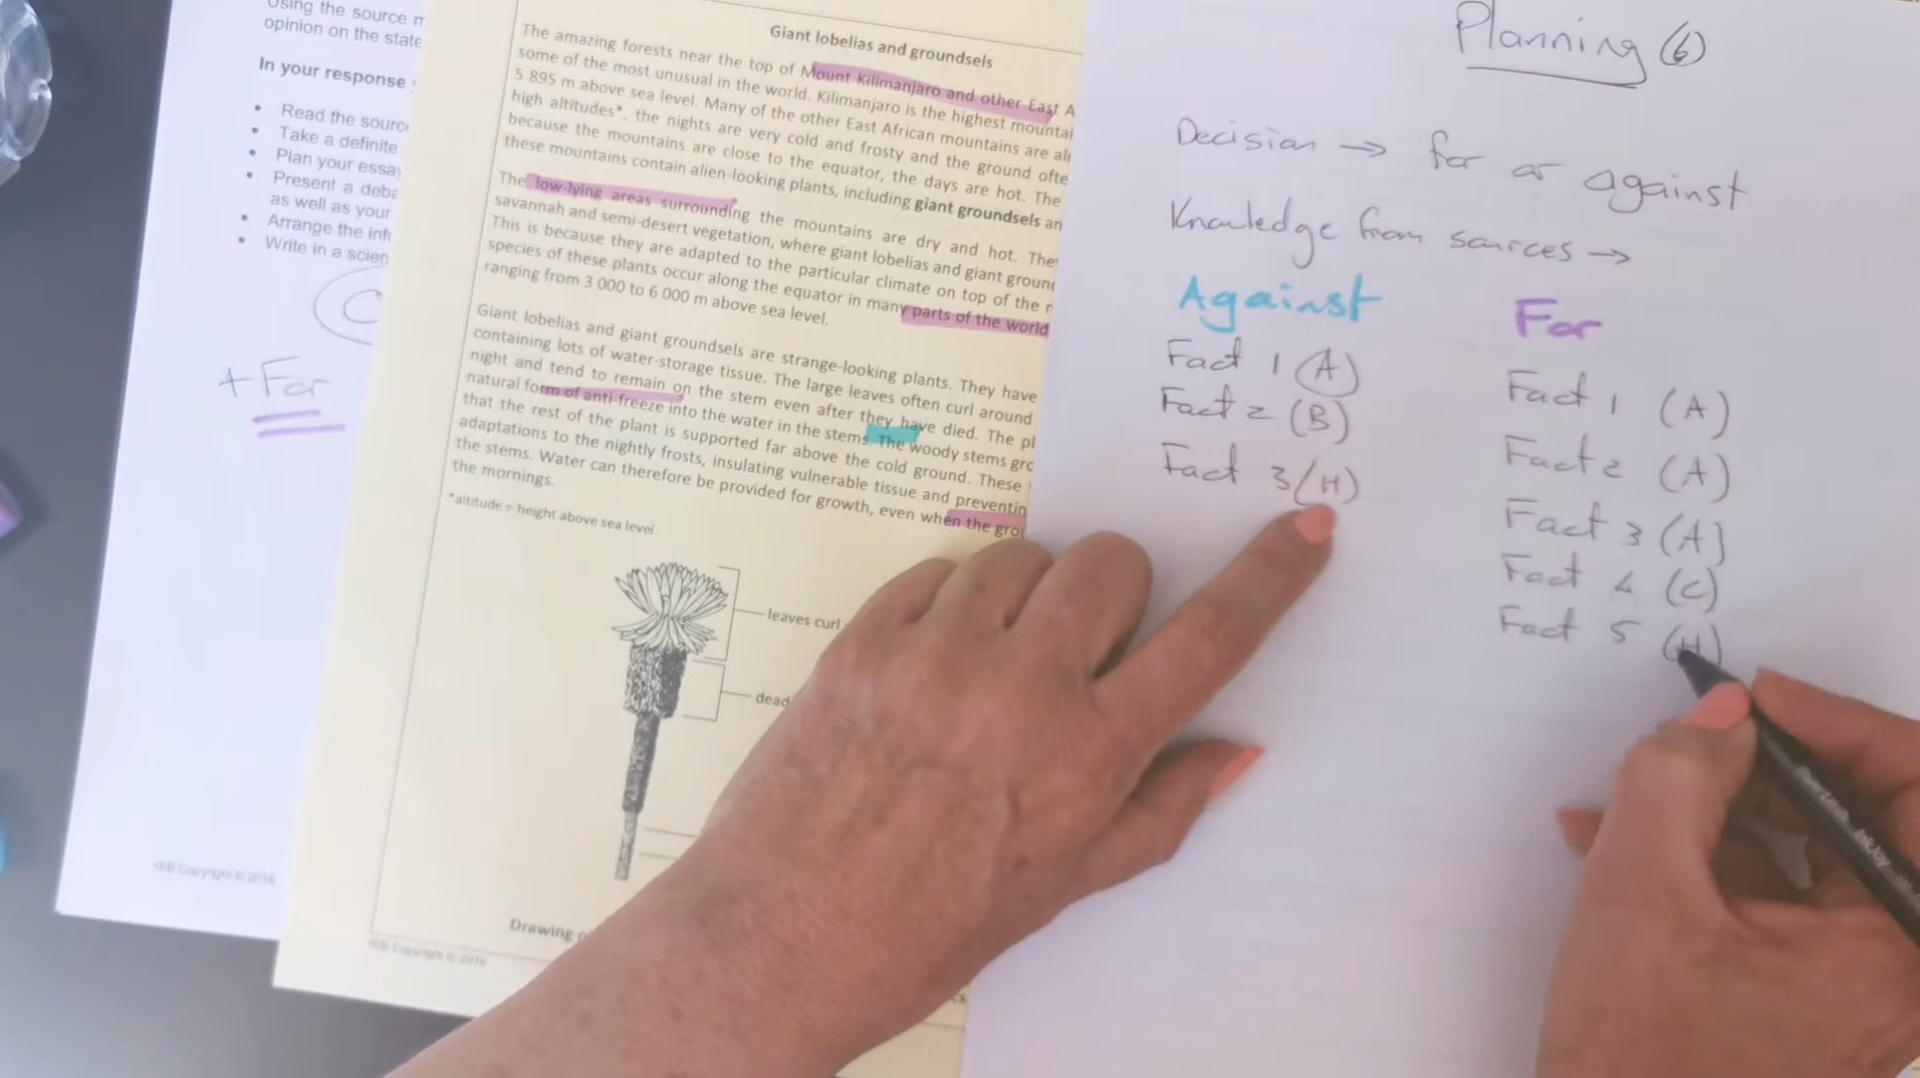 Using the source m
opinion on the state
In your response
Read the sourc
Take a definite
Plan your essay
Present a deba
as well as your
Arrange the info
Write in a scien
C
+ For
©IEB Copyright © 2018
Giant lobelias and groundsels
The amazing forests near the top of Mount Kilimanjaro and other East A
some of the most unusual in the world. Kilimanjaro is the highest mountai
5 895 m above sea level. Many of the other East African mountains are al
high altitudes*, the nights are very cold and frosty and the ground ofte
because the mountains are close to the equator, the days are hot. The
these mountains contain alien-looking plants, including giant groundsels an
The low-lying areas surrounding the mountains are dry and hot. The
savannah and semi-desert vegetation, where giant lobelias and giant ground
This is because they are adapted to the particular climate on top of the m
species of these plants occur along the equator in many parts of the world
ranging from 3 000 to 6 000 m above sea level.
Giant lobelias and giant groundsels are strange-looking plants. They have
containing lots of water-storage tissue. The large leaves often curl around
night and tend to remain on the stem even after they have died. The pl
natural form of anti-freeze into the water in the stems. The woody stems gro
that the rest of the plant is supported far above the cold ground. These
adaptations to the nightly frosts, insulating vulnerable tissue and preventin
the stems. Water can therefore be provided for growth, even when the grou
the mornings.
*altitude = height above sea level
leaves curl
dead
Drawing
IEB Copyright © 2018
Planning (6)
Decision → for or against
Knowledge from sources →
Against
Fact 1 (A)
Fact 2 (B)
Fact 3 (H)
For
Fact 1 (A)
Fact 2 (A)
Fact 3 (A)
Fact 4 (C)
Fact 5 (H)